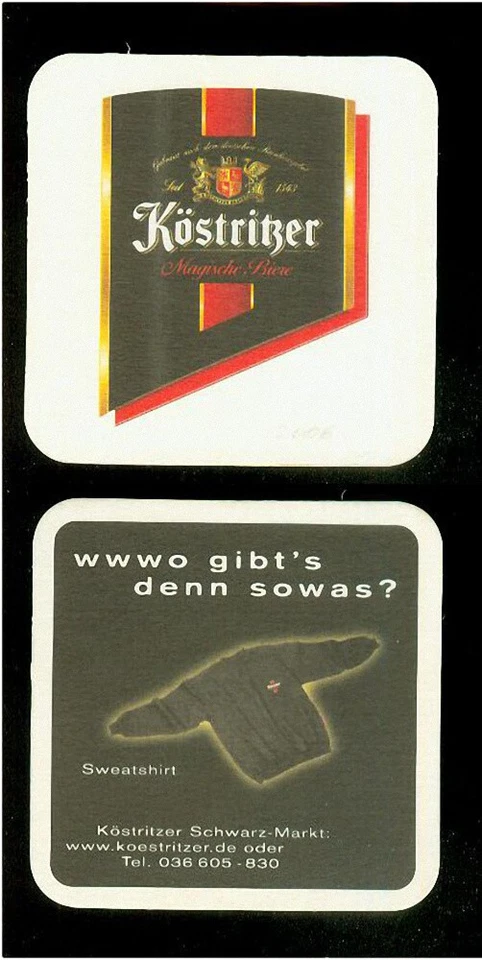 Gebraut nach dem deutschen Reinheitsgebot
Seit 1543
Köstritzer
Magische Biere
wwwo gibt's
denn sowas?
Sweatshirt
Köstritzer Schwarz-Markt:
www.koestritzer.de oder
Tel. 036 605 - 830